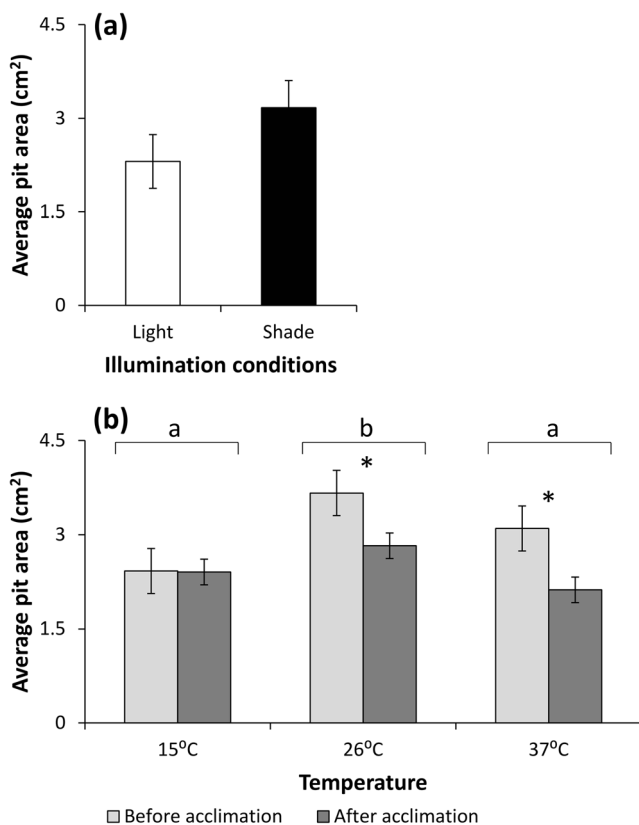 (a)
Average pit area (cm²)
4.5
3
1.5
0
Light Shade
Illumination conditions
(b)
Average pit area (cm²)
4.5
3
1.5
0
a b a
* *
15⁰C 26⁰C 37⁰C
Temperature
Before acclimation After acclimation